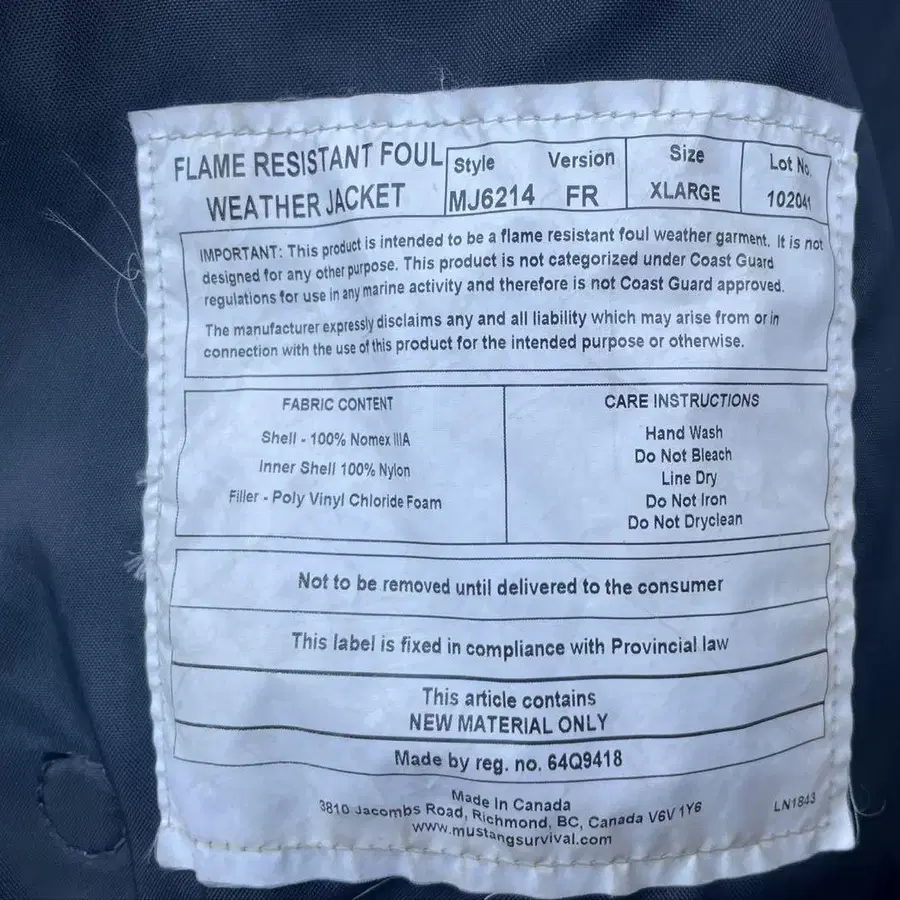 FLAME RESISTANT FOUL
WEATHER JACKET
Style
MJ6214
Version
FR
Size
XLARGE
Lot No.
102041
IMPORTANT: This product is intended to be a flame resistant foul weather garment. It is not
designed for any other purpose. This product is not categorized under Coast Guard
regulations for use in any marine activity and therefore is not Coast Guard approved.
The manufacturer expressly disclaims any and all liability which may arise from or in
connection with the use of this product for the intended purpose or otherwise.
FABRIC CONTENT
Shell - 100% Nomex IIIA
Inner Shell 100% Nylon
Filler - Poly Vinyl Chloride Foam
CARE INSTRUCTIONS
Hand Wash
Do Not Bleach
Line Dry
Do Not Iron
Do Not Dryclean
Not to be removed until delivered to the consumer
This label is fixed in compliance with Provincial law
This article contains
NEW MATERIAL ONLY
Made by reg. no. 64Q9418
Made In Canada
3810 Jacombs Road, Richmond, BC, Canada V6V 1Y6
www.mustangsurvival.com
LN1843